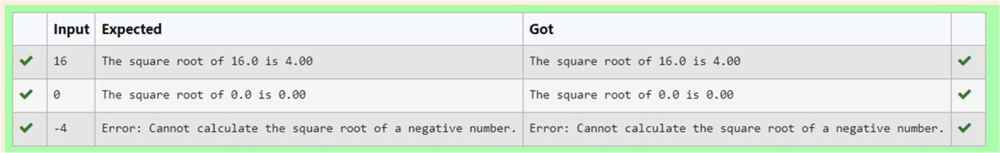 Input Expected Got
16 The square root of 16.0 is 4.00 The square root of 16.0 is 4.00
0 The square root of 0.0 is 0.00 The square root of 0.0 is 0.00
-4 Error: Cannot calculate the square root of a negative number. Error: Cannot calculate the square root of a negative number.